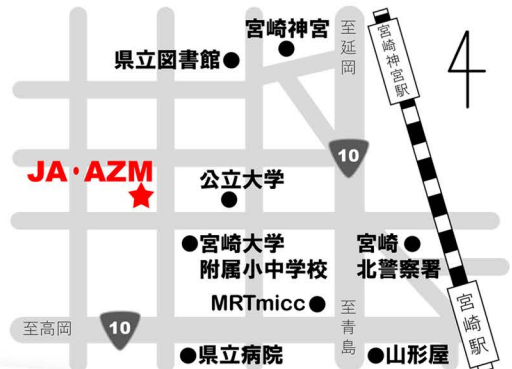 宮崎神宮
県立図書館
至延岡
宮崎神宮駅
10
JA・AZM
公立大学
宮崎大学
附属小中学校
宮崎
北警察署
MRTmicc
至青島
宮崎駅
至高岡
10
県立病院
山形屋